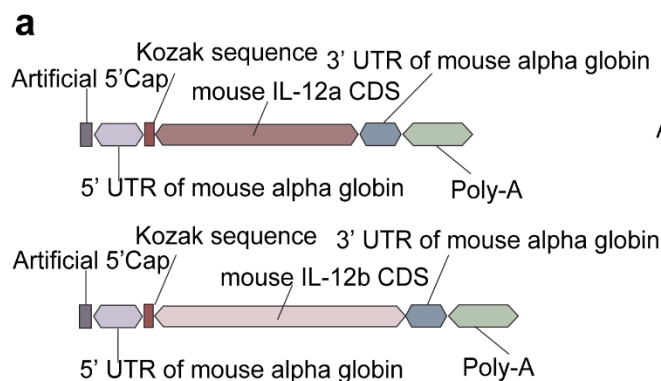 a
Kozak sequence
3’ UTR of mouse alpha globin
Artificial 5’Cap
mouse IL-12a CDS
5’ UTR of mouse alpha globin
Poly-A
Kozak sequence
3’ UTR of mouse alpha globin
Artificial 5’Cap
mouse IL-12b CDS
5’ UTR of mouse alpha globin
Poly-A